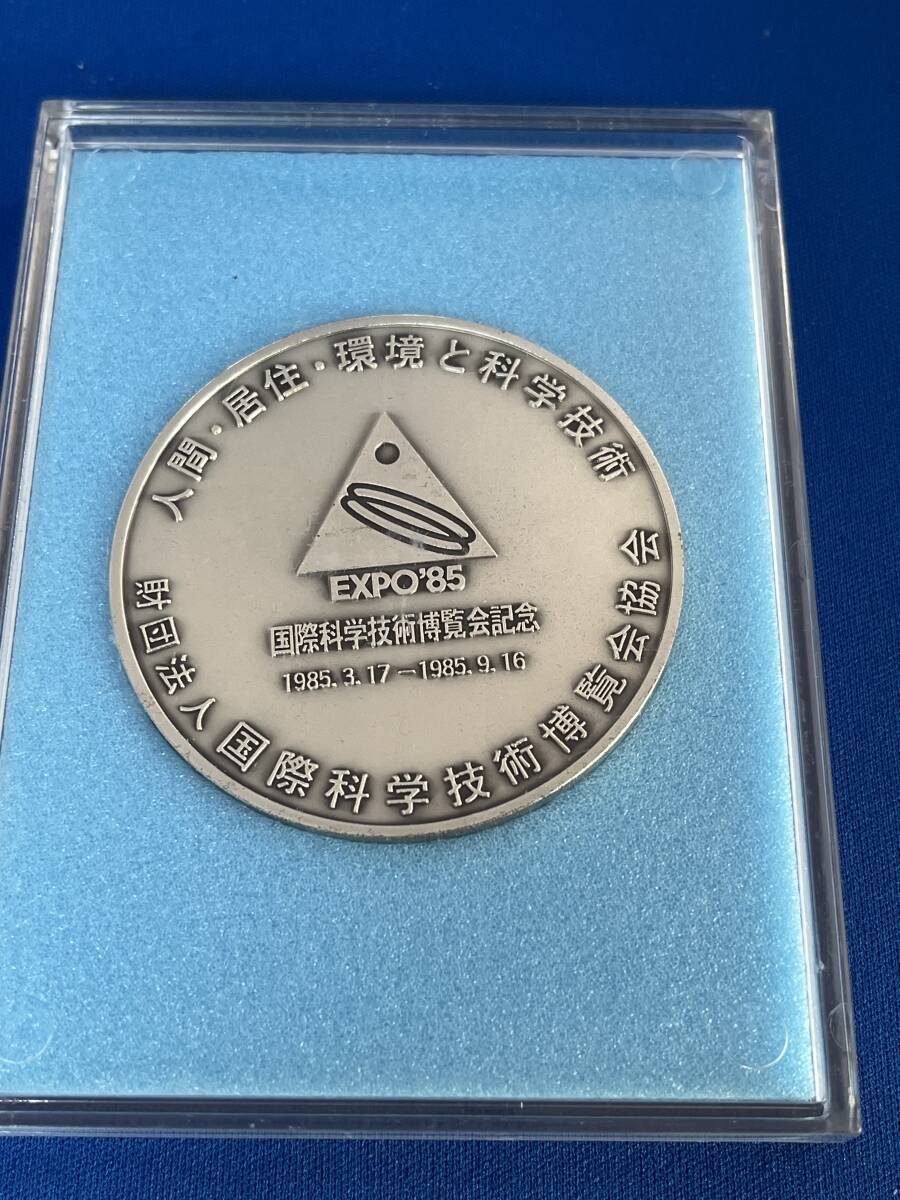 人間・居住・環境と科学技術
EXPO'85
国際科学技術博覧会記念
1985.3.17－1985.9.16
財団法人国際科学技術博覧会協会